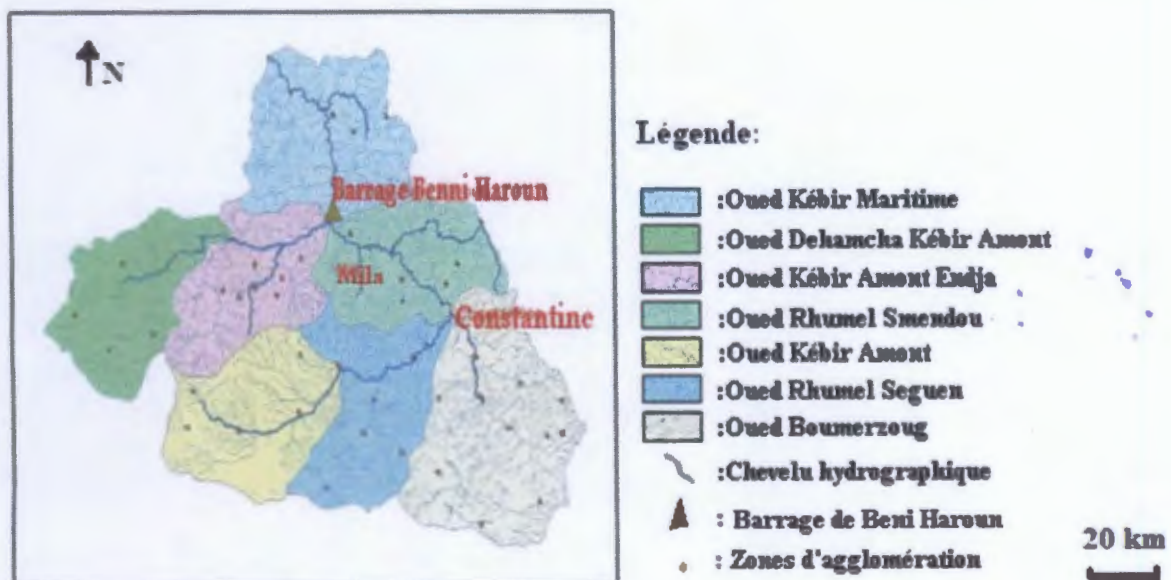 N
Barrage Benni Haroun
Mila
Constantine
Légende:
:Oued Kébir Maritime
:Oued Dehamcha Kébir Amont
:Oued Kébir Amont Endja
:Oued Rhumel Smendou
:Oued Kébir Amont
:Oued Rhumel Seguen
:Oued Boumerzoug
:Chevelu hydrographique
: Barrage de Beni Haroun
: Zones d'agglomération
20 km